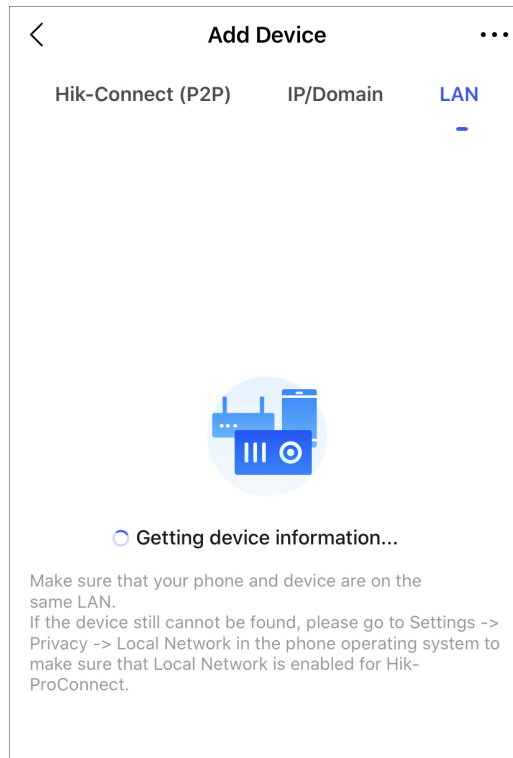 Add Device
Hik-Connect (P2P) IP/Domain LAN
Getting device information...
Make sure that your phone and device are on the
same LAN.
If the device still cannot be found, please go to Settings ->
Privacy -> Local Network in the phone operating system to
make sure that Local Network is enabled for Hik-
ProConnect.